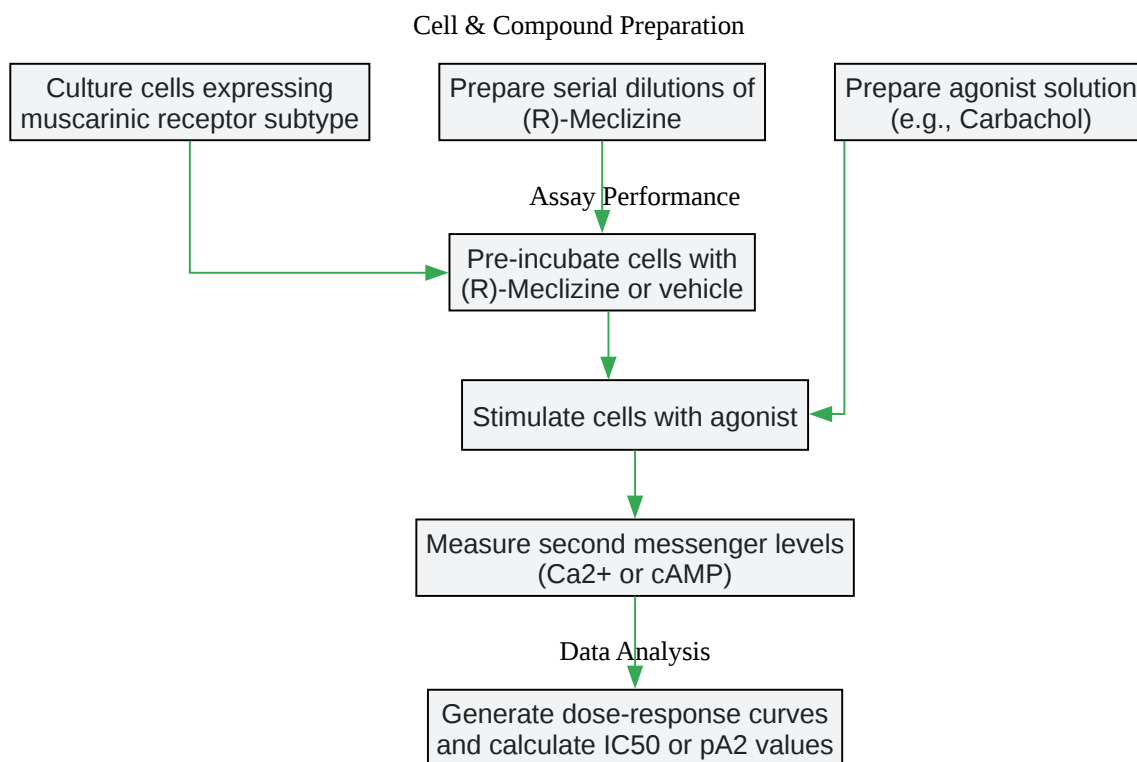 Cell & Compound Preparation
Culture cells expressing
muscarinic receptor subtype
Prepare serial dilutions of
(R)-Meclizine
Prepare agonist solution
(e.g., Carbachol)
Assay Performance
Pre-incubate cells with
(R)-Meclizine or vehicle
Stimulate cells with agonist
Measure second messenger levels
(Ca2+ or cAMP)
Data Analysis
Generate dose-response curves
and calculate IC50 or pA2 values